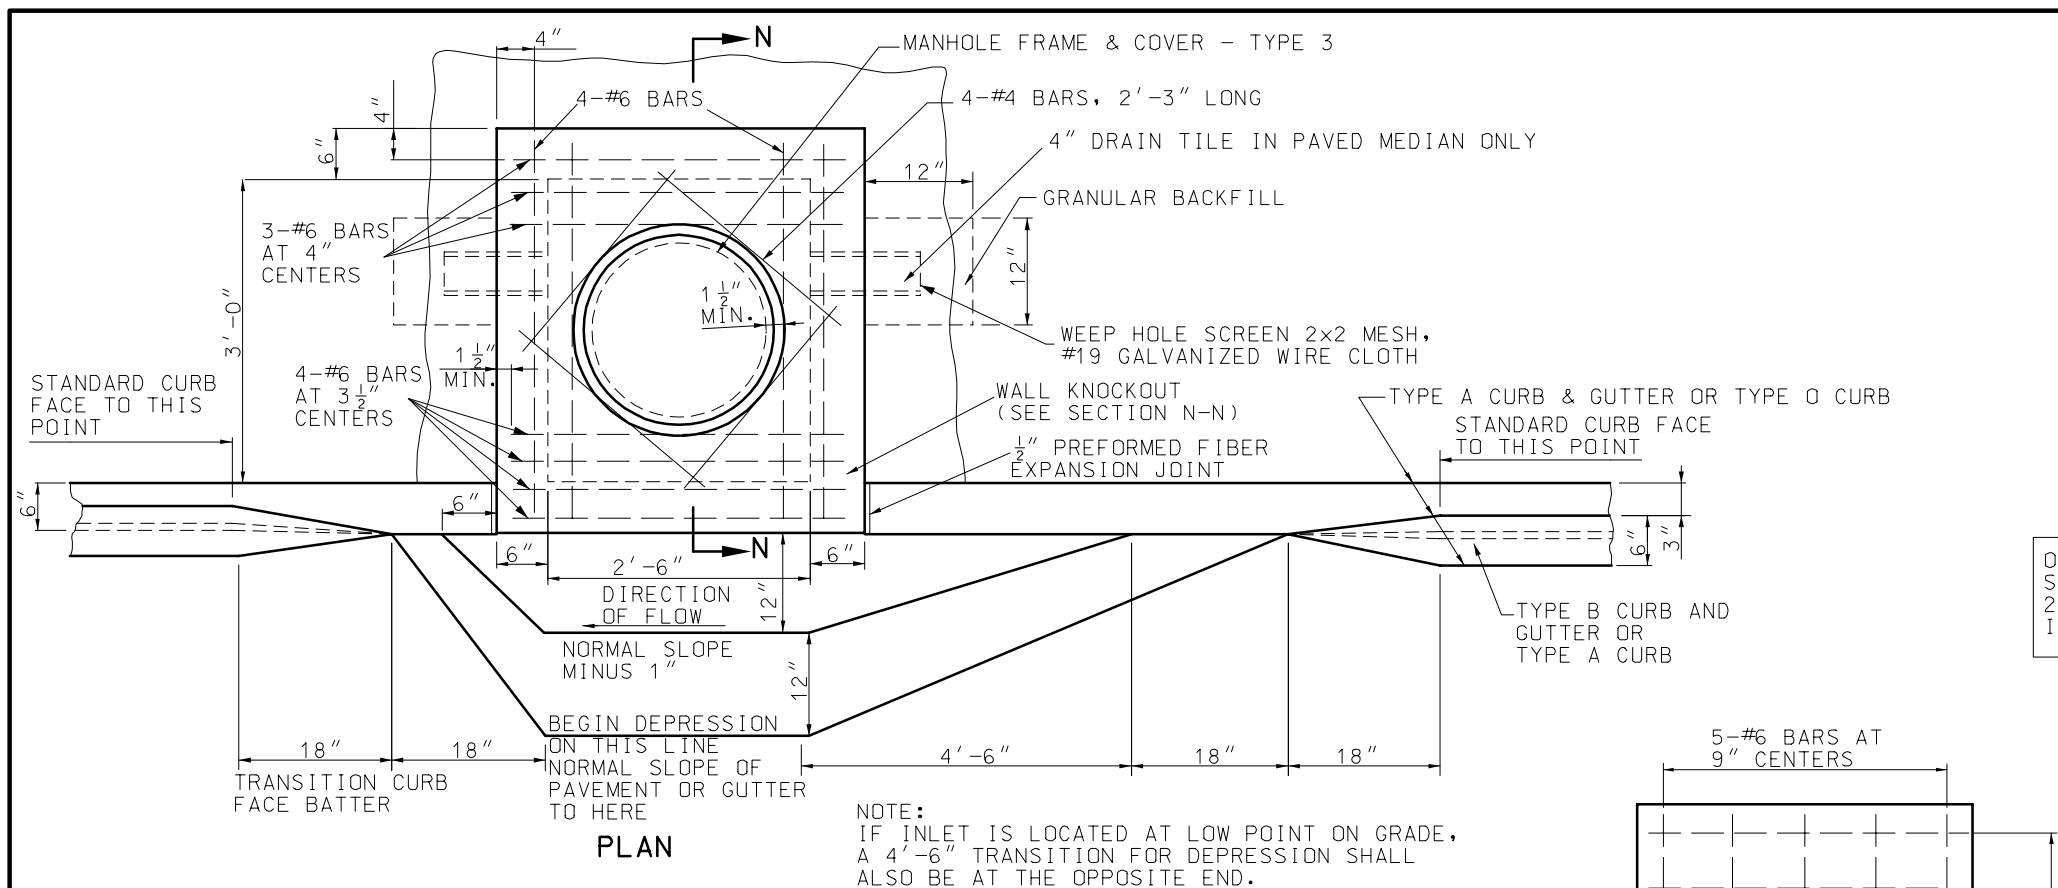 4"
N
MANHOLE FRAME & COVER - TYPE 3
4-#6 BARS
4-#4 BARS, 2'-3" LONG
4"
6"
4" DRAIN TILE IN PAVED MEDIAN ONLY
12"
GRANULAR BACKFILL
3-#6 BARS
AT 4"
CENTERS
12"
1 1/2"
MIN.
3'-0"
WEEP HOLE SCREEN 2x2 MESH,
#19 GALVANIZED WIRE CLOTH
1 1/2"
MIN.
4-#6 BARS
AT 3 1/2"
CENTERS
STANDARD CURB
FACE TO THIS
POINT
WALL KNOCKOUT
(SEE SECTION N-N)
TYPE A CURB & GUTTER OR TYPE O CURB
STANDARD CURB FACE
TO THIS POINT
1/2" PREFORMED FIBER
EXPANSION JOINT
6"
6"
N
6"
2'-6"
6"
6"
3"
DIRECTION
OF FLOW
12"
NORMAL SLOPE
MINUS 1"
12"
TYPE B CURB AND
GUTTER OR
TYPE A CURB
O
S
2
I
BEGIN DEPRESSION
ON THIS LINE
NORMAL SLOPE OF
PAVEMENT OR GUTTER
TO HERE
18"
18"
4'-6"
18"
18"
TRANSITION CURB
FACE BATTER
5-#6 BARS AT
9" CENTERS
PLAN
NOTE:
IF INLET IS LOCATED AT LOW POINT ON GRADE,
A 4'-6" TRANSITION FOR DEPRESSION SHALL
ALSO BE AT THE OPPOSITE END.